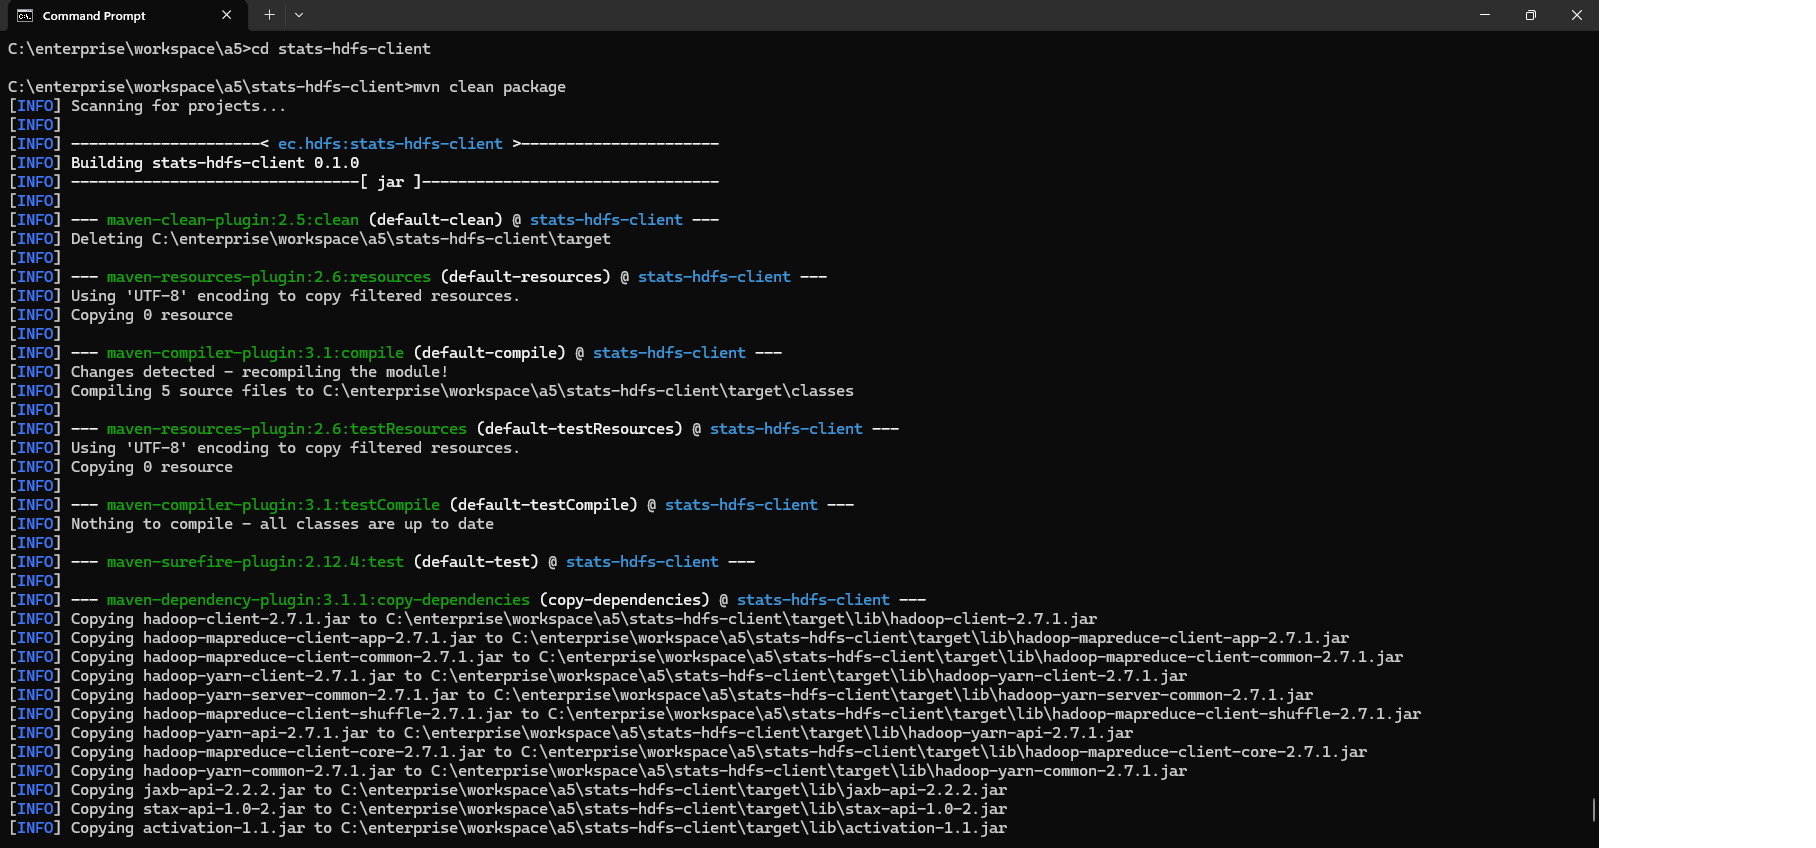 Command Prompt
C:\enterprise\workspace\a5>cd stats-hdfs-client
C:\enterprise\workspace\a5\stats-hdfs-client>mvn clean package
[INFO] Scanning for projects...
[INFO]
[INFO] ---------------------< ec.hdfs:stats-hdfs-client >----------------------
[INFO] Building stats-hdfs-client 0.1.0
[INFO] --------------------------------[ jar ]---------------------------------
[INFO]
[INFO] --- maven-clean-plugin:2.5:clean (default-clean) @ stats-hdfs-client ---
[INFO] Deleting C:\enterprise\workspace\a5\stats-hdfs-client\target
[INFO]
[INFO] --- maven-resources-plugin:2.6:resources (default-resources) @ stats-hdfs-client ---
[INFO] Using 'UTF-8' encoding to copy filtered resources.
[INFO] Copying 0 resource
[INFO]
[INFO] --- maven-compiler-plugin:3.1:compile (default-compile) @ stats-hdfs-client ---
[INFO] Changes detected - recompiling the module!
[INFO] Compiling 5 source files to C:\enterprise\workspace\a5\stats-hdfs-client\target\classes
[INFO]
[INFO] --- maven-resources-plugin:2.6:testResources (default-testResources) @ stats-hdfs-client ---
[INFO] Using 'UTF-8' encoding to copy filtered resources.
[INFO] Copying 0 resource
[INFO]
[INFO] --- maven-compiler-plugin:3.1:testCompile (default-testCompile) @ stats-hdfs-client ---
[INFO] Nothing to compile - all classes are up to date
[INFO]
[INFO] --- maven-surefire-plugin:2.12.4:test (default-test) @ stats-hdfs-client ---
[INFO]
[INFO] --- maven-dependency-plugin:3.1.1:copy-dependencies (copy-dependencies) @ stats-hdfs-client ---
[INFO] Copying hadoop-client-2.7.1.jar to C:\enterprise\workspace\a5\stats-hdfs-client\target\lib\hadoop-client-2.7.1.jar
[INFO] Copying hadoop-mapreduce-client-app-2.7.1.jar to C:\enterprise\workspace\a5\stats-hdfs-client\target\lib\hadoop-mapreduce-client-app-2.7.1.jar
[INFO] Copying hadoop-mapreduce-client-common-2.7.1.jar to C:\enterprise\workspace\a5\stats-hdfs-client\target\lib\hadoop-mapreduce-client-common-2.7.1.jar
[INFO] Copying hadoop-yarn-client-2.7.1.jar to C:\enterprise\workspace\a5\stats-hdfs-client\target\lib\hadoop-yarn-client-2.7.1.jar
[INFO] Copying hadoop-yarn-server-common-2.7.1.jar to C:\enterprise\workspace\a5\stats-hdfs-client\target\lib\hadoop-yarn-server-common-2.7.1.jar
[INFO] Copying hadoop-mapreduce-client-shuffle-2.7.1.jar to C:\enterprise\workspace\a5\stats-hdfs-client\target\lib\hadoop-mapreduce-client-shuffle-2.7.1.jar
[INFO] Copying hadoop-yarn-api-2.7.1.jar to C:\enterprise\workspace\a5\stats-hdfs-client\target\lib\hadoop-yarn-api-2.7.1.jar
[INFO] Copying hadoop-mapreduce-client-core-2.7.1.jar to C:\enterprise\workspace\a5\stats-hdfs-client\target\lib\hadoop-mapreduce-client-core-2.7.1.jar
[INFO] Copying hadoop-yarn-common-2.7.1.jar to C:\enterprise\workspace\a5\stats-hdfs-client\target\lib\hadoop-yarn-common-2.7.1.jar
[INFO] Copying jaxb-api-2.2.2.jar to C:\enterprise\workspace\a5\stats-hdfs-client\target\lib\jaxb-api-2.2.2.jar
[INFO] Copying stax-api-1.0-2.jar to C:\enterprise\workspace\a5\stats-hdfs-client\target\lib\stax-api-1.0-2.jar
[INFO] Copying activation-1.1.jar to C:\enterprise\workspace\a5\stats-hdfs-client\target\lib\activation-1.1.jar